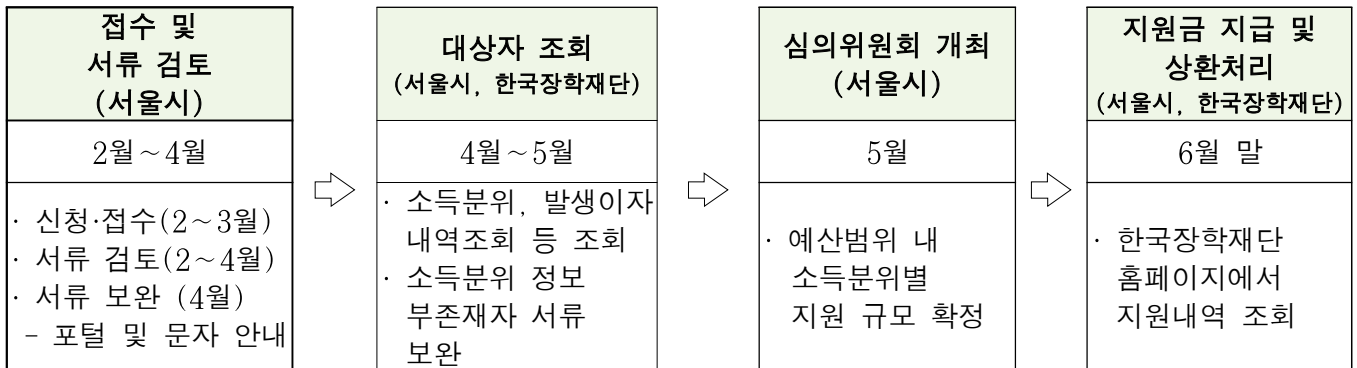 접수 및
서류 검토
(서울시)
2월~4월
· 신청·접수(2~3월)
· 서류 검토(2~4월)
· 서류 보완 (4월)
- 포털 및 문자 안내
대상자 조회
(서울시, 한국장학재단)
4월~5월
· 소득분위, 발생이자
내역조회 등 조회
· 소득분위 정보
부존재자 서류
보완
심의위원회 개최
(서울시)
5월
· 예산범위 내
소득분위별
지원 규모 확정
지원금 지급 및
상환처리
(서울시, 한국장학재단)
6월 말
· 한국장학재단
홈페이지에서
지원내역 조회